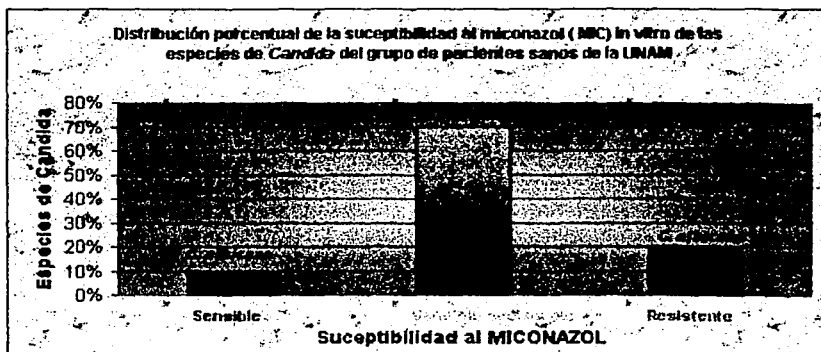 Distribución porcentual de la suceptibilidad al miconazol ( MIC) in vitro de las
especies de Candida del grupo de pacientes sanos de la UNAM
Especies de Candida
80%
70%
60%
50%
40%
30%
20%
10%
0%
Sensible
Resistente
Suceptibilidad al MICONAZOL